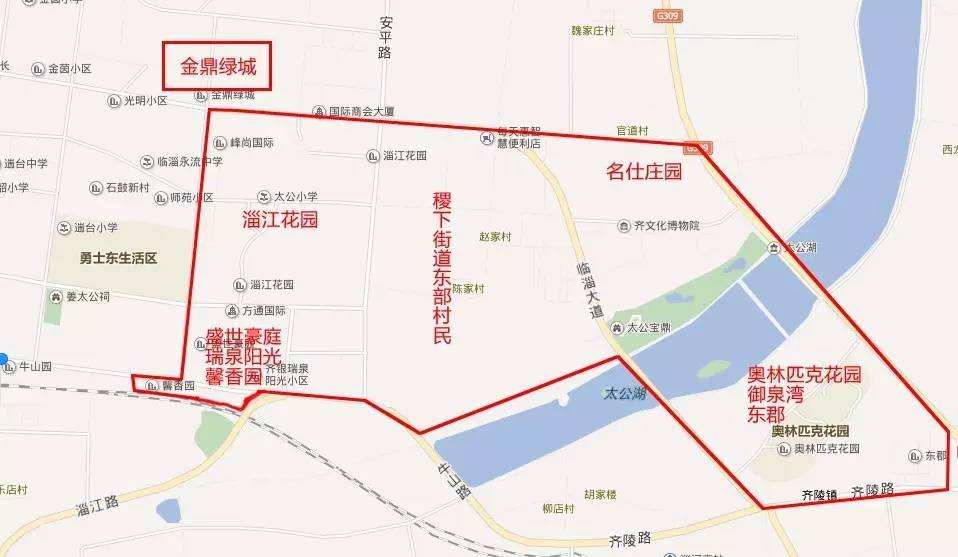 安平路
G309
魏家庄村
金鼎绿城
长
金茵小区
金鼎绿城
光明小区
国际商会大厦
每天惠智
慧便利店
官道村
G309
峰尚国际
遄台中学
临淄永流中学
淄江花园
名仕庄园
石鼓新村
师苑小区
太公小学
稷下街道东部村民
齐文化博物院
遄台小学
淄江花园
赵家村
太公湖
勇士东生活区
临淄大道
姜太公祠
淄江花园
陈家村
方通国际
太公宝鼎
盛世豪庭
瑞泉阳光
馨香园
牛山园
齐银瑞泉
阳光小区
馨香园
太公湖
奥林匹克花园
御泉湾
东郡
奥林匹克花园
奥林匹克花园
东郡
乐店村
牛山路
胡家楼
齐陵镇
齐陵路
淄江路
柳店村
齐陵路